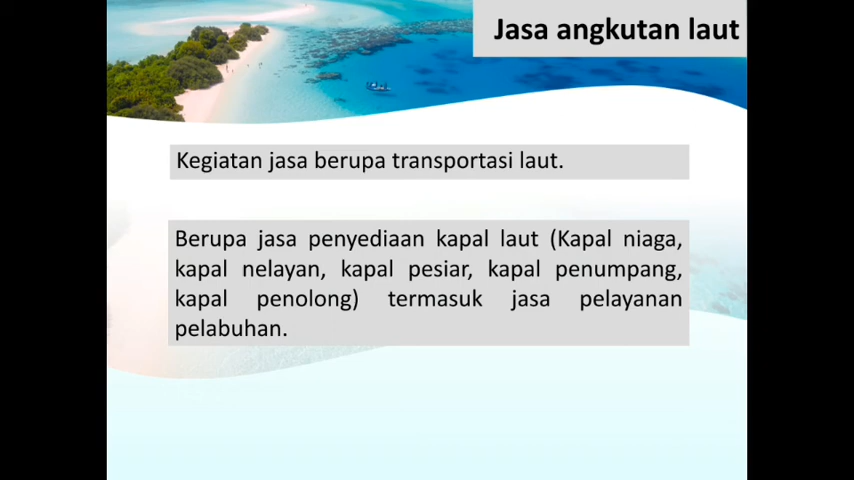 Jasa angkutan laut
Kegiatan jasa berupa transportasi laut.
Berupa jasa penyediaan kapal laut (Kapal niaga,
kapal nelayan, kapal pesiar, kapal penumpang,
kapal penolong) termasuk jasa pelayanan
pelabuhan.